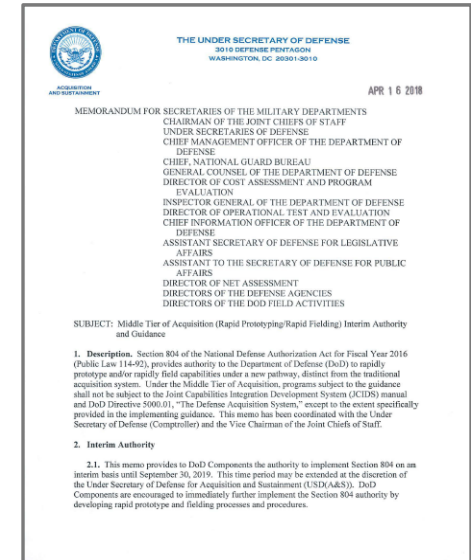 THE UNDER SECRETARY OF DEFENSE
3010 DEFENSE PENTAGON
WASHINGTON, DC 20301-3010
ACQUISITION
AND SUSTAINMENT
APR 16 2018
MEMORANDUM FOR SECRETARIES OF THE MILITARY DEPARTMENTS
CHAIRMAN OF THE JOINT CHIEFS OF STAFF
UNDER SECRETARIES OF DEFENSE
CHIEF MANAGEMENT OFFICER OF THE DEPARTMENT OF
DEFENSE
CHIEF, NATIONAL GUARD BUREAU
GENERAL COUNSEL OF THE DEPARTMENT OF DEFENSE
DIRECTOR OF COST ASSESSMENT AND PROGRAM
EVALUATION
INSPECTOR GENERAL OF THE DEPARTMENT OF DEFENSE
DIRECTOR OF OPERATIONAL TEST AND EVALUATION
CHIEF INFORMATION OFFICER OF THE DEPARTMENT OF
DEFENSE
ASSISTANT SECRETARY OF DEFENSE FOR LEGISLATIVE
AFFAIRS
ASSISTANT TO THE SECRETARY OF DEFENSE FOR PUBLIC
AFFAIRS
DIRECTOR OF NET ASSESSMENT
DIRECTORS OF THE DEFENSE AGENCIES
DIRECTORS OF THE DOD FIELD ACTIVITIES
SUBJECT: Middle Tier of Acquisition (Rapid Prototyping/Rapid Fielding) Interim Authority
and Guidance
1. Description. Section 804 of the National Defense Authorization Act for Fiscal Year 2016
(Public Law 114-92), provides authority to the Department of Defense (DoD) to rapidly
prototype and/or rapidly field capabilities under a new pathway, distinct from the traditional
acquisition system. Under the Middle Tier of Acquisition, programs subject to the guidance
shall not be subject to the Joint Capabilities Integration Development System (JCIDS) manual
and DoD Directive 5000.01, "The Defense Acquisition System," except to the extent specifically
provided in the implementing guidance. This memo has been coordinated with the Under
Secretary of Defense (Comptroller) and the Vice Chairman of the Joint Chiefs of Staff.
2. Interim Authority
2.1. This memo provides to DoD Components the authority to implement Section 804 on an
interim basis until September 30, 2019. This time period may be extended at the discretion of
the Under Secretary of Defense for Acquisition and Sustainment (USD(A&S)). DoD
Components are encouraged to immediately further implement the Section 804 authority by
developing rapid prototype and fielding processes and procedures.